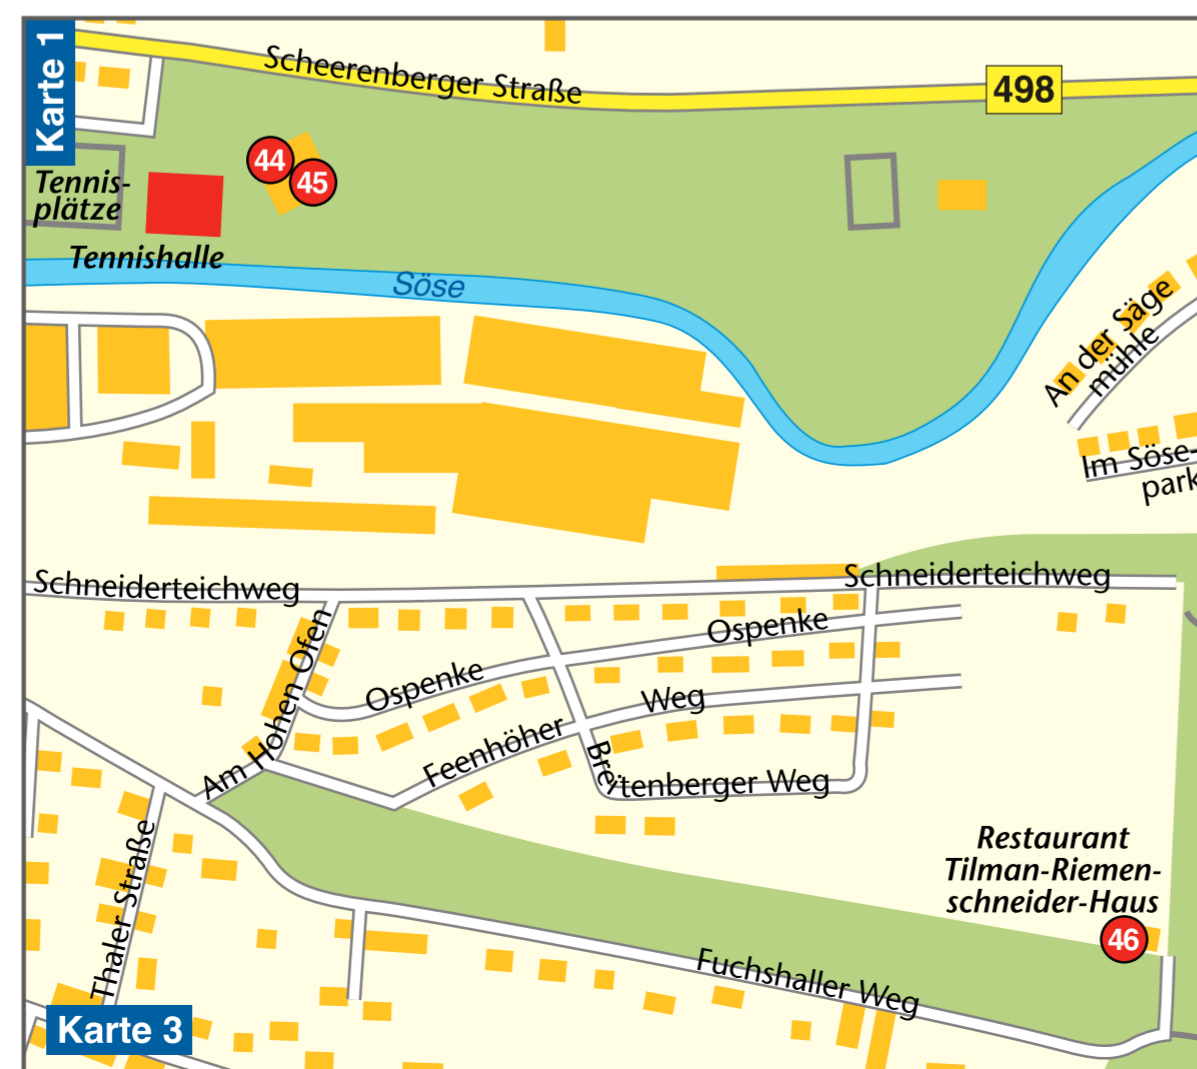 Karte 1
Scheerenberger Straße
498
44
45
Tennis-
plätze
Tennishalle
Söse
An der Säge
mühle
Im Söse-
park
Schneiderteichweg
Schneiderteichweg
Am Hohen Ofen
Ospenke
Ospenke
Feenhöher
Weg
Breitenberger Weg
Thaler Straße
Restaurant
Tilman-Riemen-
schneider-Haus
46
Fuchshaller Weg
Karte 3